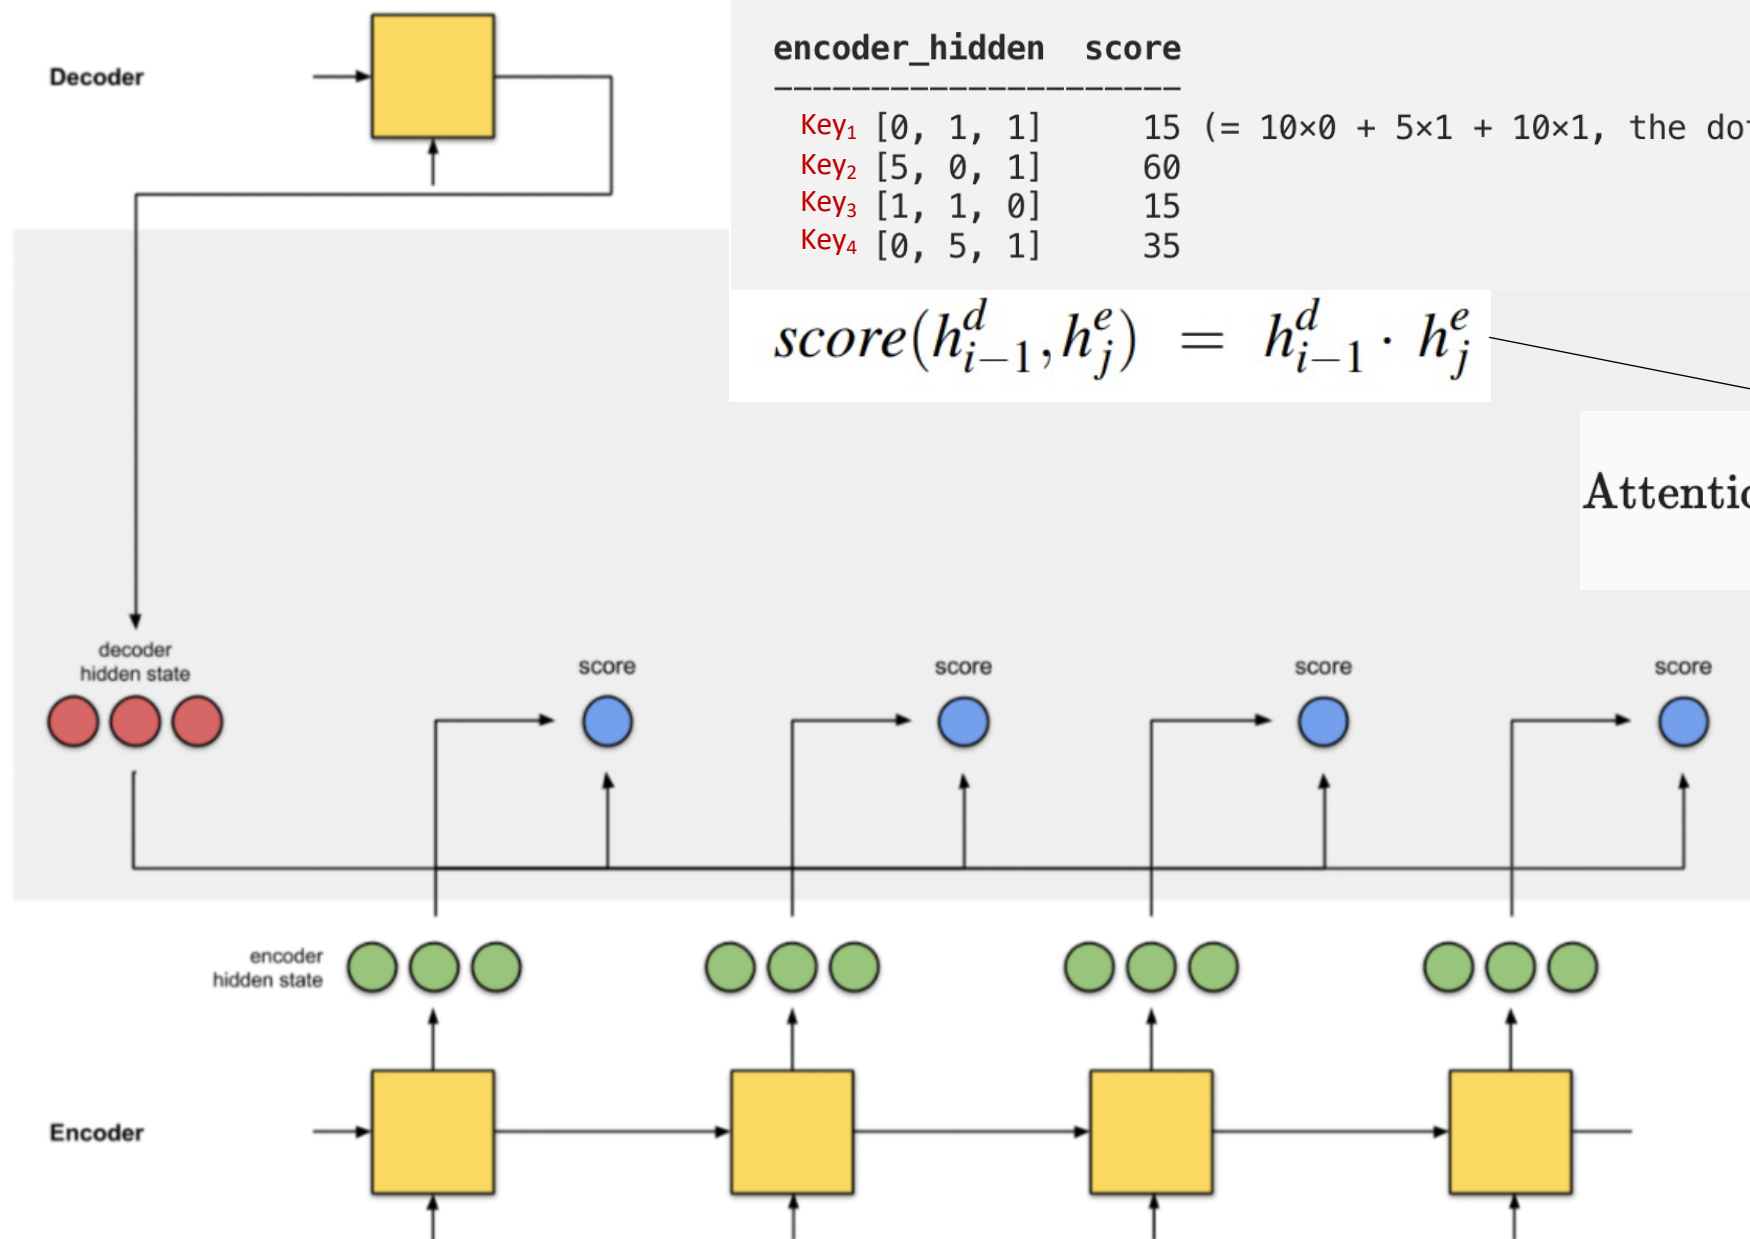 Decoder
encoder_hidden score
---------------------
Key₁ [0, 1, 1] 15 (= 10×0 + 5×1 + 10×1, the do
Key₂ [5, 0, 1] 60
Key₃ [1, 1, 0] 15
Key₄ [0, 5, 1] 35
score(h^d_{i−1}, h^e_j) = h^d_{i−1} · h^e_j
Attentio
decoder
hidden state
score score score score
encoder
hidden state
Encoder